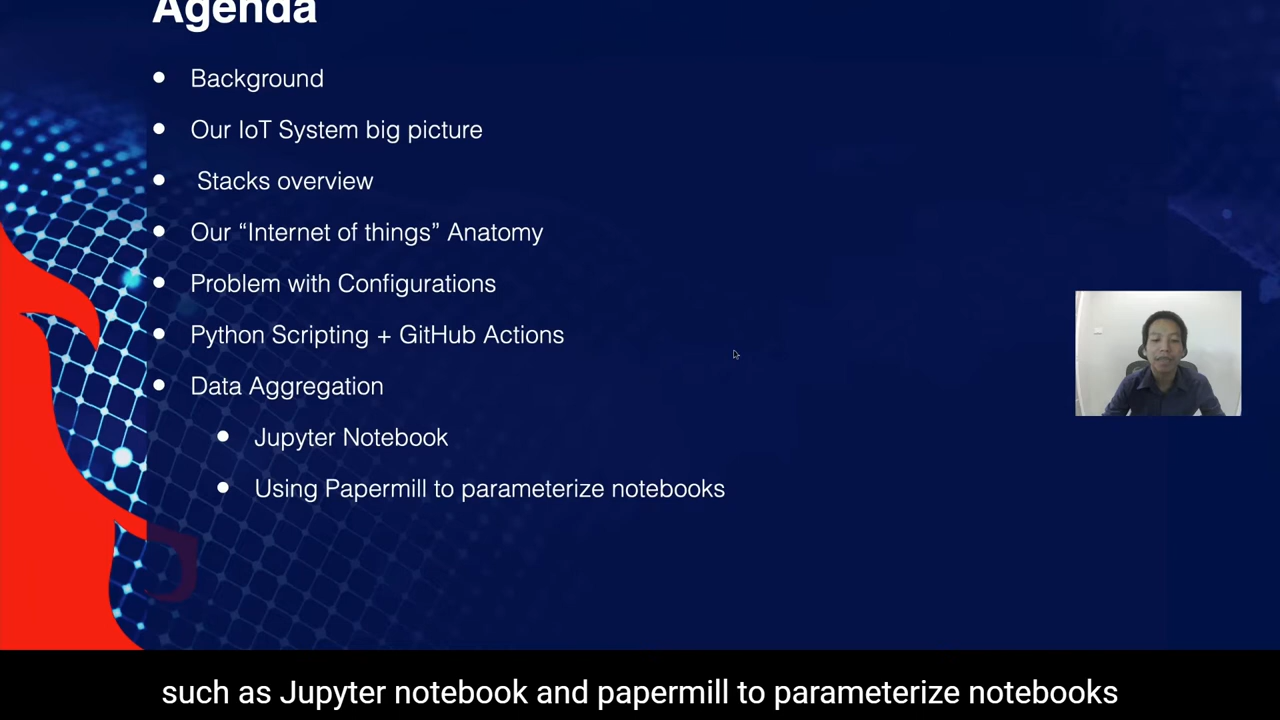 Agenda
Background
Our IoT System big picture
Stacks overview
Our “Internet of things” Anatomy
Problem with Configurations
Python Scripting + GitHub Actions
Data Aggregation
Jupyter Notebook
Using Papermill to parameterize notebooks
such as Jupyter notebook and papermill to parameterize notebooks